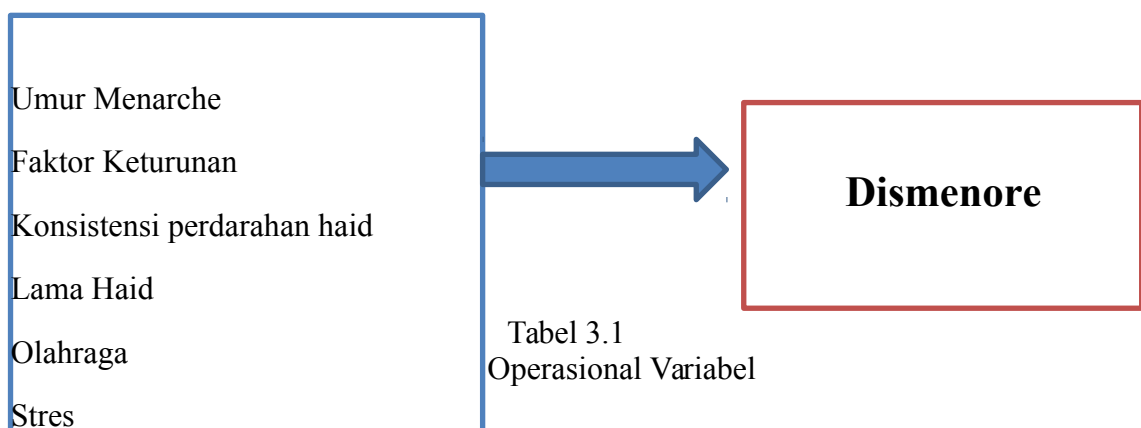 Umur Menarche
Faktor Keturunan
Konsistensi perdarahan haid
Lama Haid
Olahraga
Stres
Dismenore
Tabel 3.1
Operasional Variabel